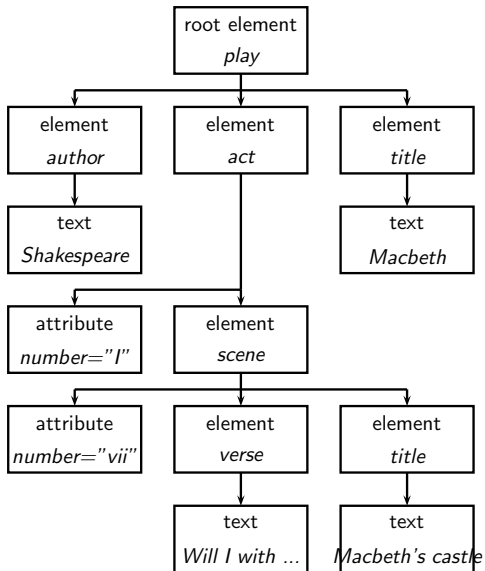 root element
play
element
author
element
act
element
title
text
Shakespeare
text
Macbeth
attribute
number="I"
element
scene
attribute
number="vii"
element
verse
element
title
text
Will I with ...
text
Macbeth's castle